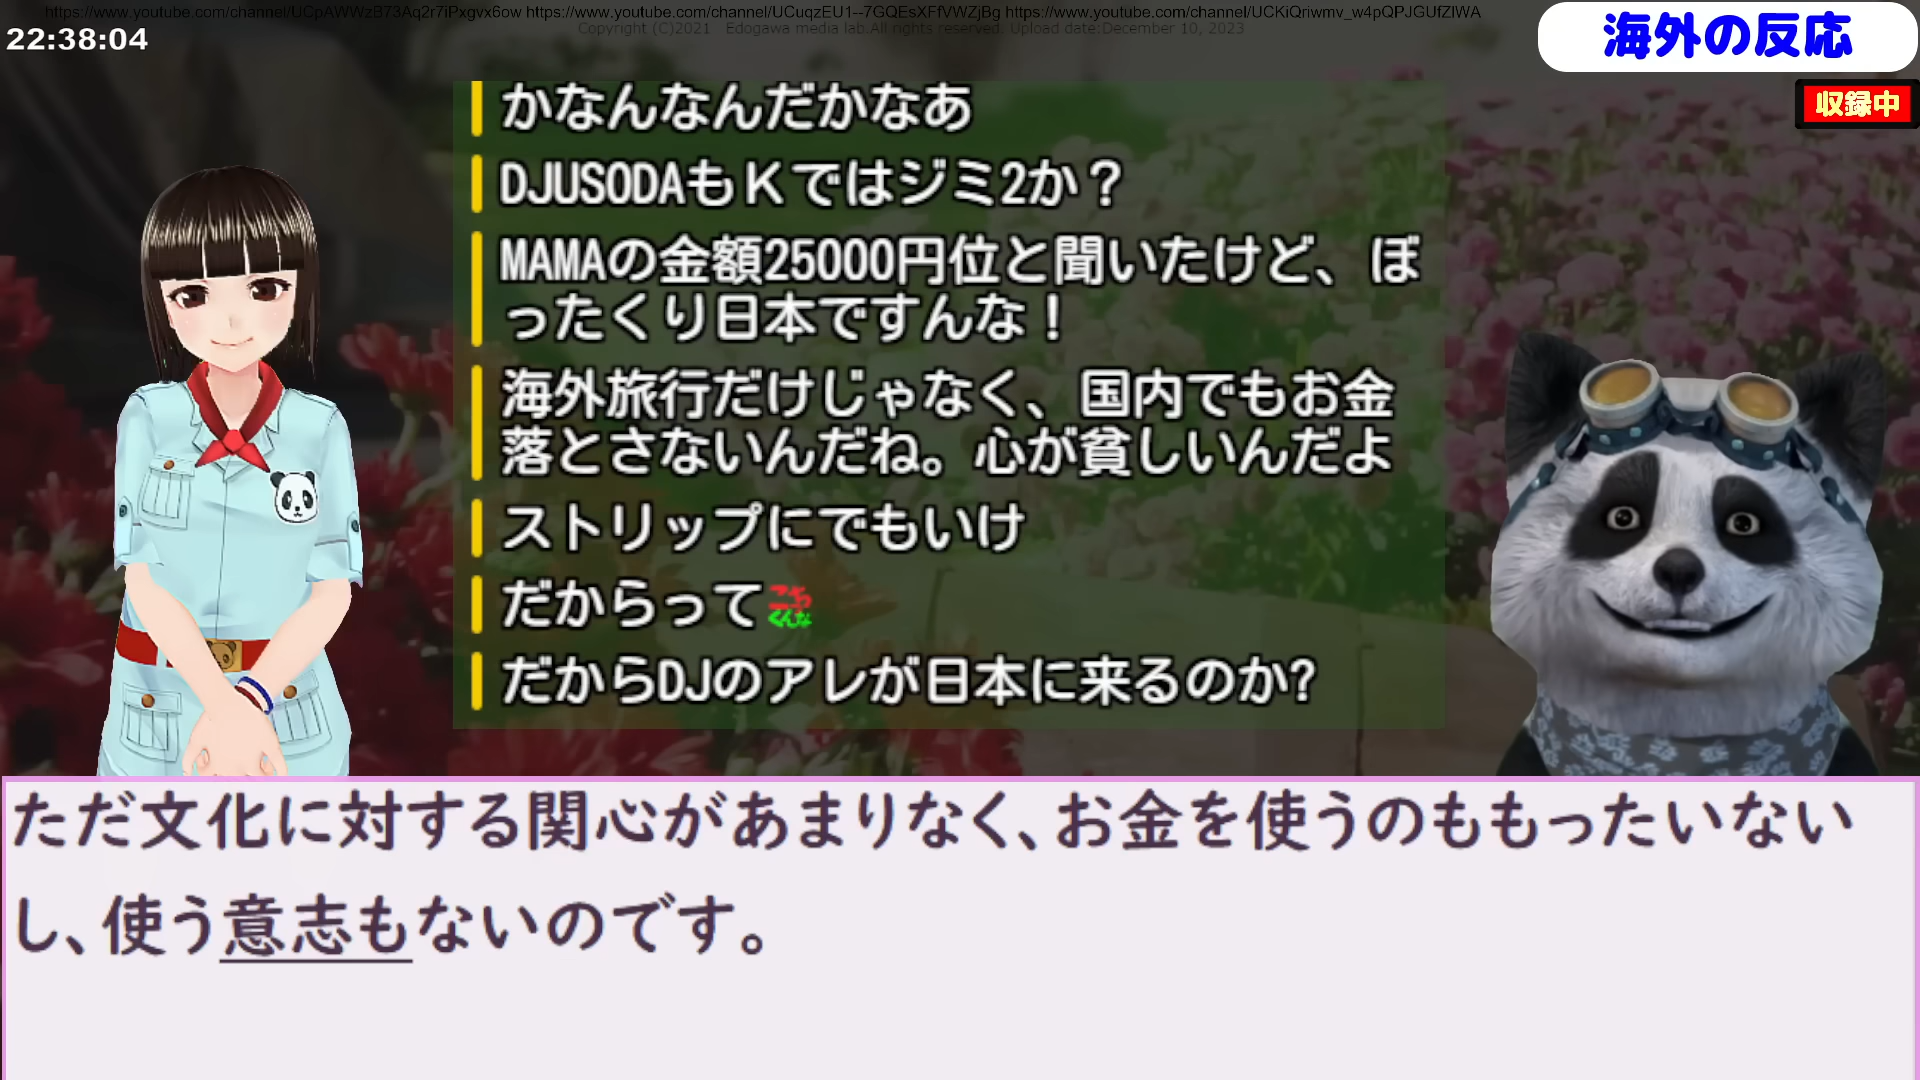 https://www.youtube.com/channel/UCpAWWzB73Aq2r7iPxgvx6ow https://www.youtube.com/channel/UCuqzEU1--7GQEsXFfVWZjBg https://www.youtube.com/channel/UCKiQriwmv_w4pQPJGUfZlWA
Copyright (C)2021 Edogawa media lab.All rights reserved. Upload date:December 10, 2023
22:38:04
海外の反応
収録中
かなんなんだかなあ
DJUSODAもKではジミ2か？
MAMAの金額25000円位と聞いたけど、ぼ
ったくり日本ですんな！
海外旅行だけじゃなく、国内でもお金
落とさないんだね。心が貧しいんだよ
ストリップにでもいけ
だからって
こち
くんな
だからDJのアレが日本に来るのか?
ただ文化に対する関心があまりなく、お金を使うのももったいない
し、使う意志もないのです。